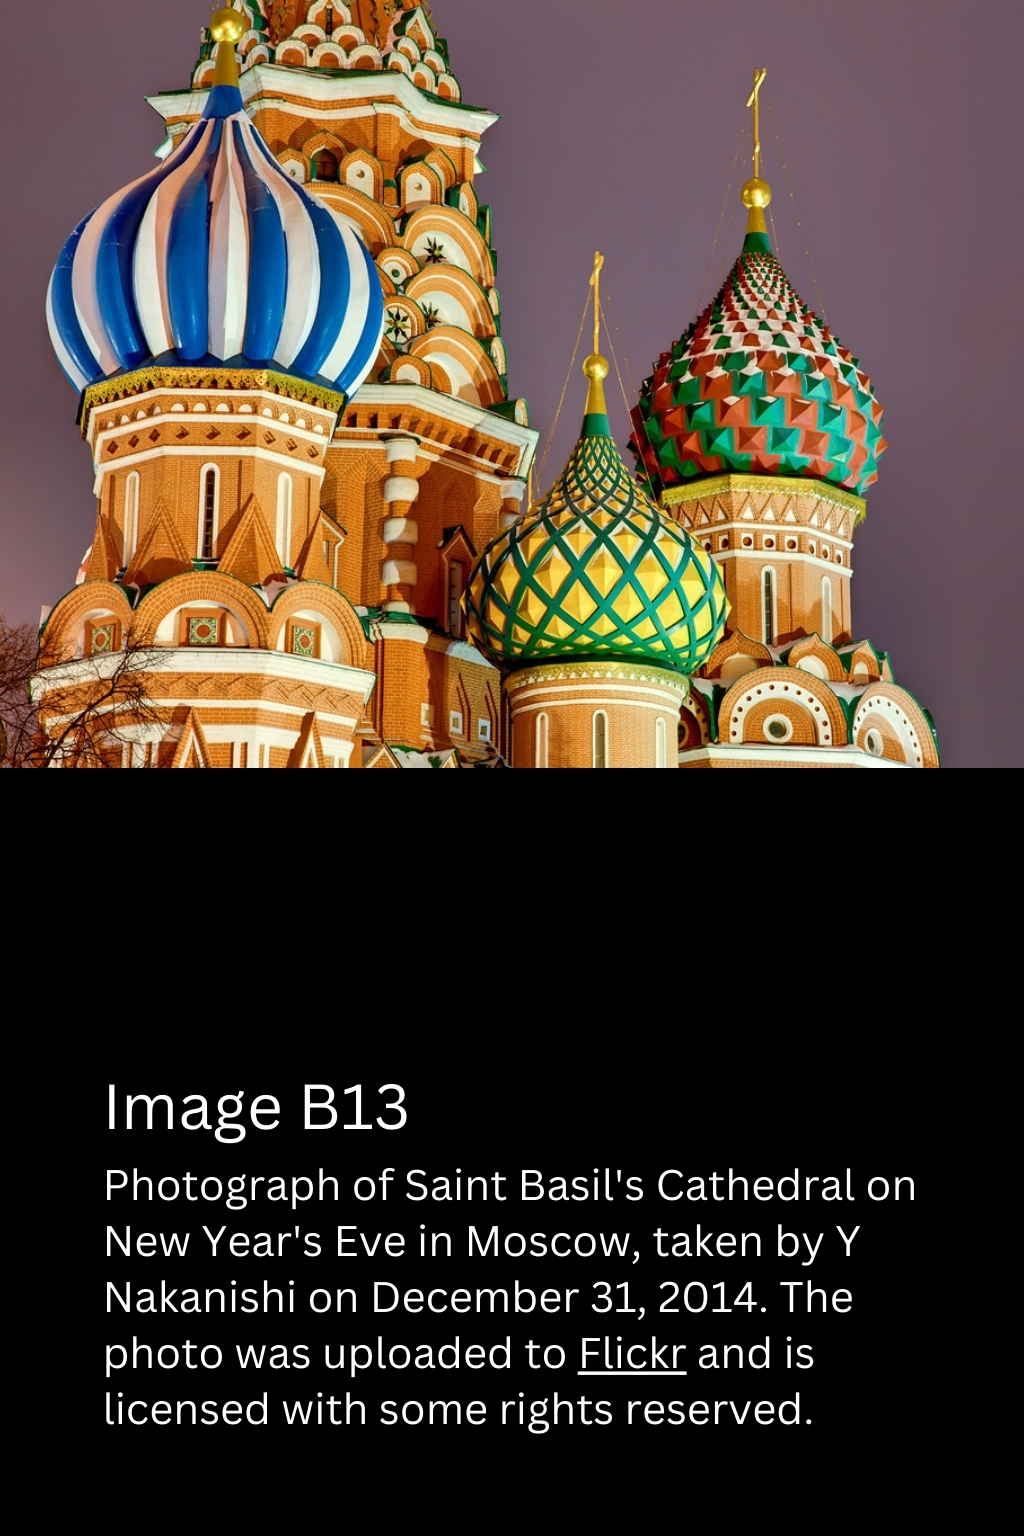 Image B13
Photograph of Saint Basil's Cathedral on
New Year's Eve in Moscow, taken by Y
Nakanishi on December 31, 2014. The
photo was uploaded to Flickr and is
licensed with some rights reserved.